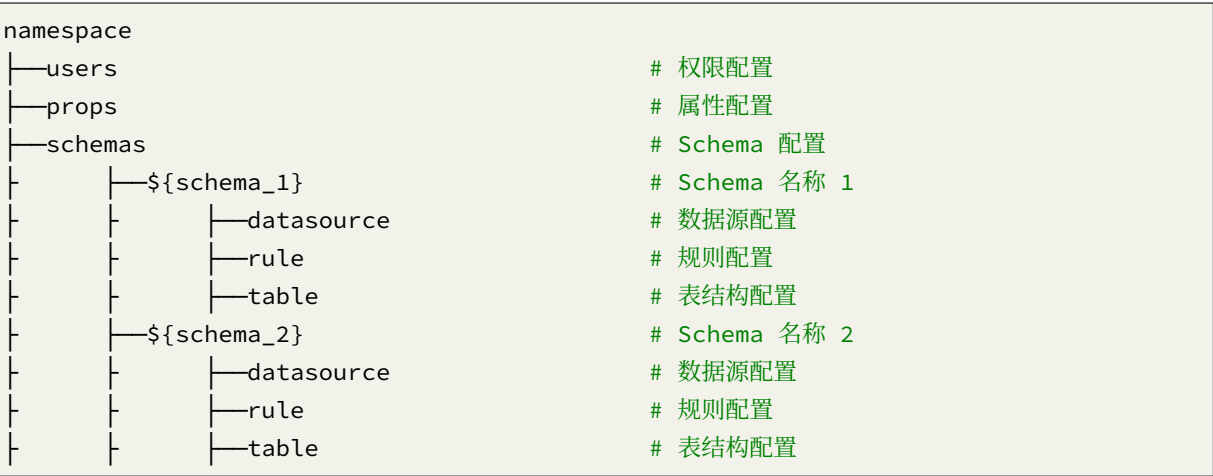 namespace
├──users                                # 权限配置
├──props                                # 属性配置
├──schemas                              # Schema 配置
├      ├──${schema_1}                   # Schema 名称 1
├      ├      ├──datasource             # 数据源配置
├      ├      ├──rule                   # 规则配置
├      ├      ├──table                  # 表结构配置
├      ├──${schema_2}                   # Schema 名称 2
├      ├      ├──datasource             # 数据源配置
├      ├      ├──rule                   # 规则配置
├      ├      ├──table                  # 表结构配置